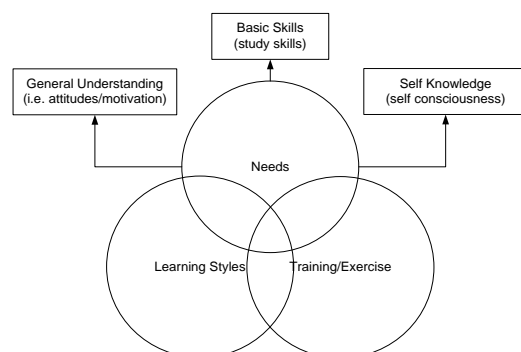 Basic Skills
(study skills)
General Understanding
(i.e. attitudes/motivation)
Self Knowledge
(self consciousness)
Needs
Learning Styles
Training/Exercise